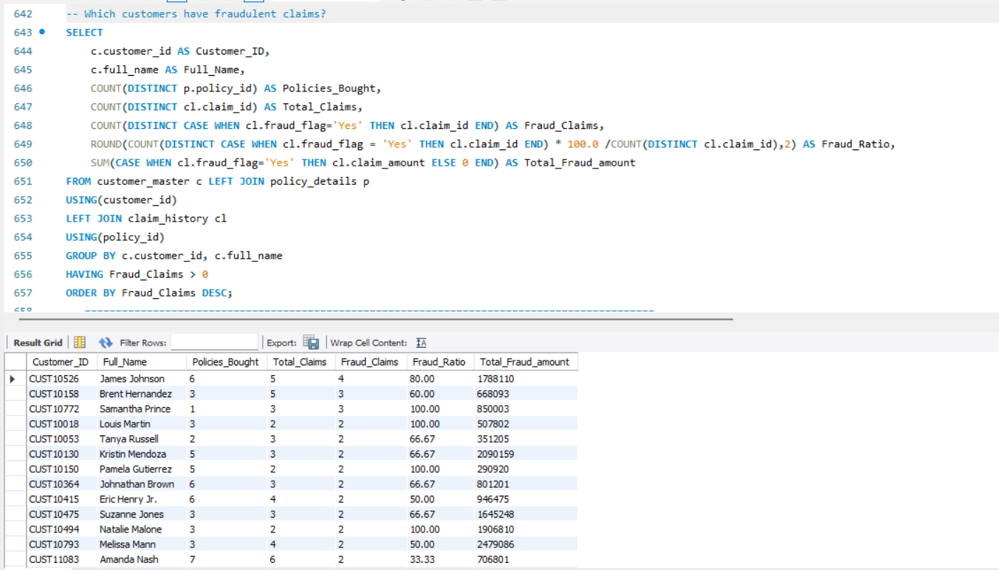 642 -- Which customers have fraudulent claims?
643 SELECT
644 c.customer_id AS Customer_ID,
645 c.full_name AS Full_Name,
646 COUNT(DISTINCT p.policy_id) AS Policies_Bought,
647 COUNT(DISTINCT cl.claim_id) AS Total_Claims,
648 COUNT(DISTINCT CASE WHEN cl.fraud_flag='Yes' THEN cl.claim_id END) AS Fraud_Claims,
649 ROUND(COUNT(DISTINCT CASE WHEN cl.fraud_flag = 'Yes' THEN cl.claim_id END) * 100.0 /COUNT(DISTINCT cl.claim_id),2) AS Fraud_Ratio,
650 SUM(CASE WHEN cl.fraud_flag='Yes' THEN cl.claim_amount ELSE 0 END) AS Total_Fraud_amount
651 FROM customer_master c LEFT JOIN policy_details p
652 USING(customer_id)
653 LEFT JOIN claim_history cl
654 USING(policy_id)
655 GROUP BY c.customer_id, c.full_name
656 HAVING Fraud_Claims > 0
657 ORDER BY Fraud_Claims DESC;
658
Result Grid Filter Rows: Export: Wrap Cell Content:
Customer_ID Full_Name Policies_Bought Total_Claims Fraud_Claims Fraud_Ratio Total_Fraud_amount
CUST10526 James Johnson 6 5 4 80.00 1788110
CUST10158 Brent Hernandez 3 5 3 60.00 668093
CUST10772 Samantha Prince 1 3 3 100.00 850003
CUST10018 Louis Martin 3 2 2 100.00 507802
CUST10053 Tanya Russell 2 3 2 66.67 351205
CUST10130 Kristin Mendoza 5 3 2 66.67 2090159
CUST10150 Pamela Gutierrez 5 2 2 100.00 290920
CUST10364 Johnathan Brown 6 3 2 66.67 801201
CUST10415 Eric Henry Jr. 6 4 2 50.00 946475
CUST10475 Suzanne Jones 3 3 2 66.67 1645248
CUST10494 Natalie Malone 3 2 2 100.00 1906810
CUST10793 Melissa Mann 3 4 2 50.00 2479086
CUST11083 Amanda Nash 7 6 2 33.33 706801